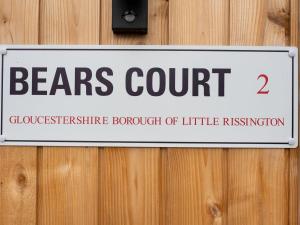 BEARS COURT 2
GLOUCESTERSHIRE BOROUGH OF LITTLE RISSINGTON